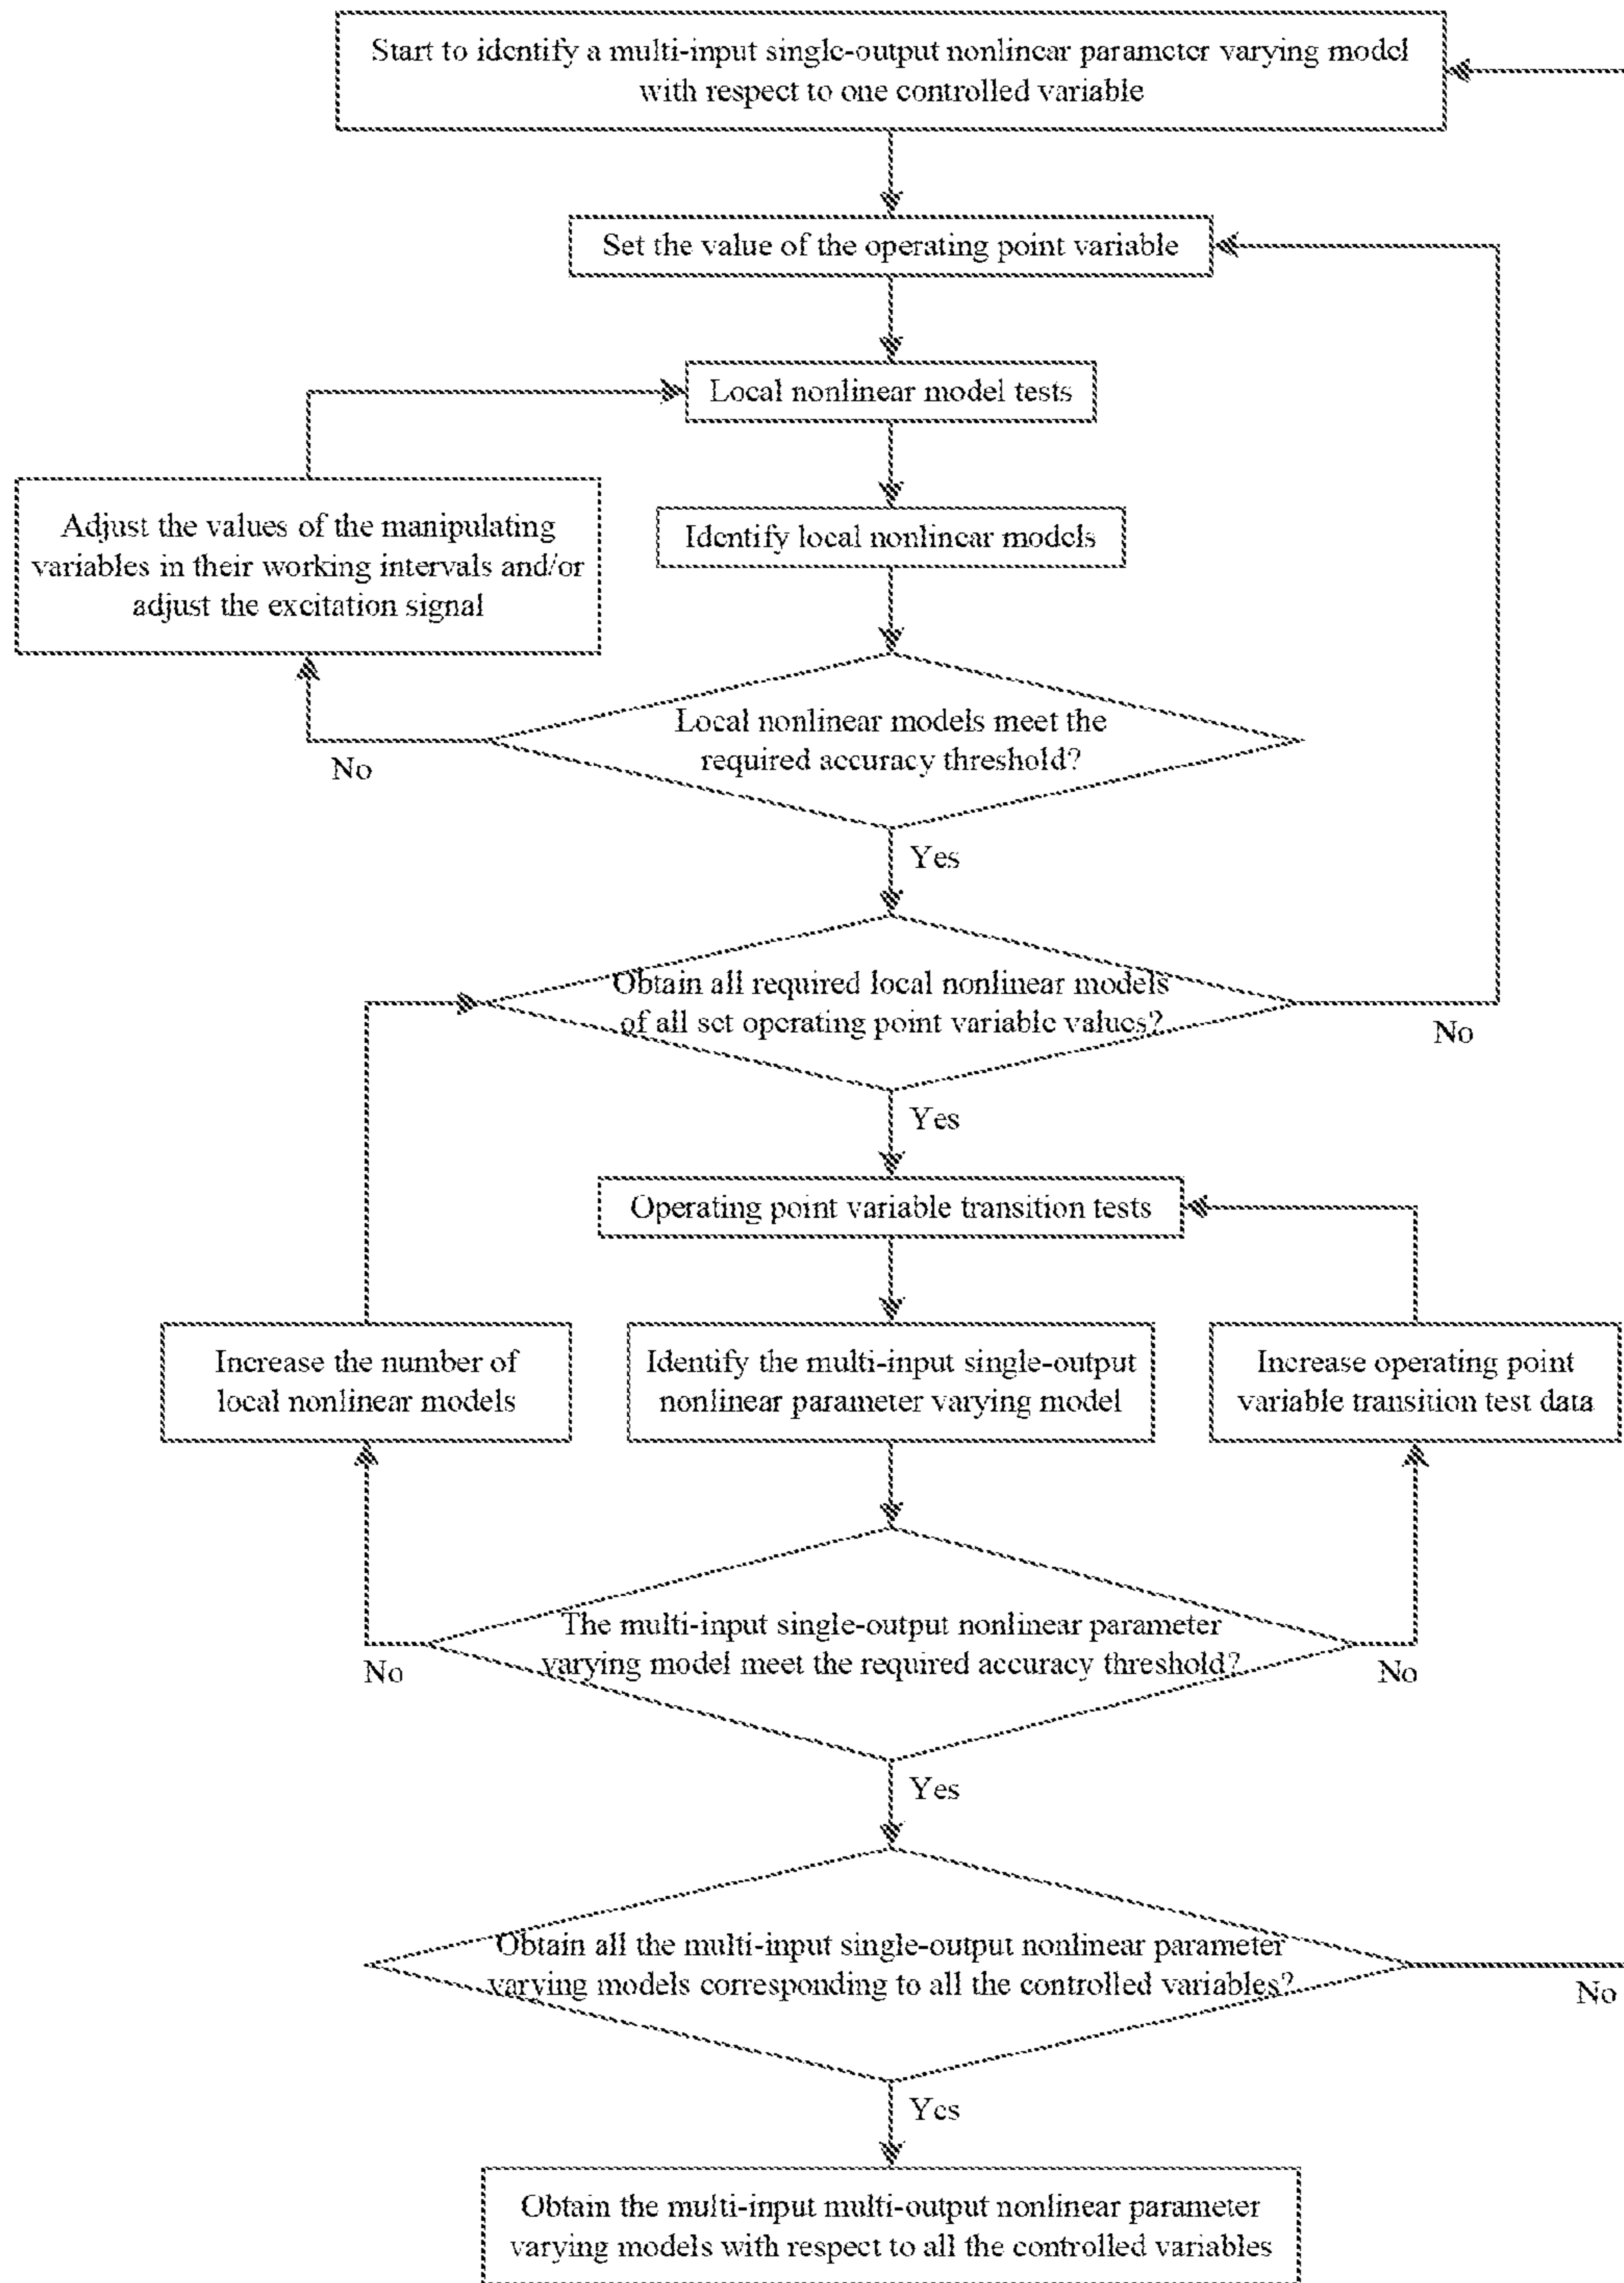 Start to identify a multi-input single-output nonlinear parameter varying model
with respect to one controlled variable
Set the value of the operating point variable
Local nonlinear model tests
Adjust the values of the manipulating
variables in their working intervals and/or
adjust the excitation signal
Identify local nonlinear models
Local nonlinear models meet the
required accuracy threshold?
No
Yes
Obtain all required local nonlinear models
of all set operating point variable values?
No
Yes
Operating point variable transition tests
Increase the number of
local nonlinear models
Identify the multi-input single-output
nonlinear parameter varying model
Increase operating point
variable transition test data
The multi-input single-output nonlinear parameter
varying model meet the required accuracy threshold?
No
No
Yes
Obtain all the multi-input single-output nonlinear parameter
varying models corresponding to all the controlled variables?
No
Yes
Obtain the multi-input multi-output nonlinear parameter
varying models with respect to all the controlled variables